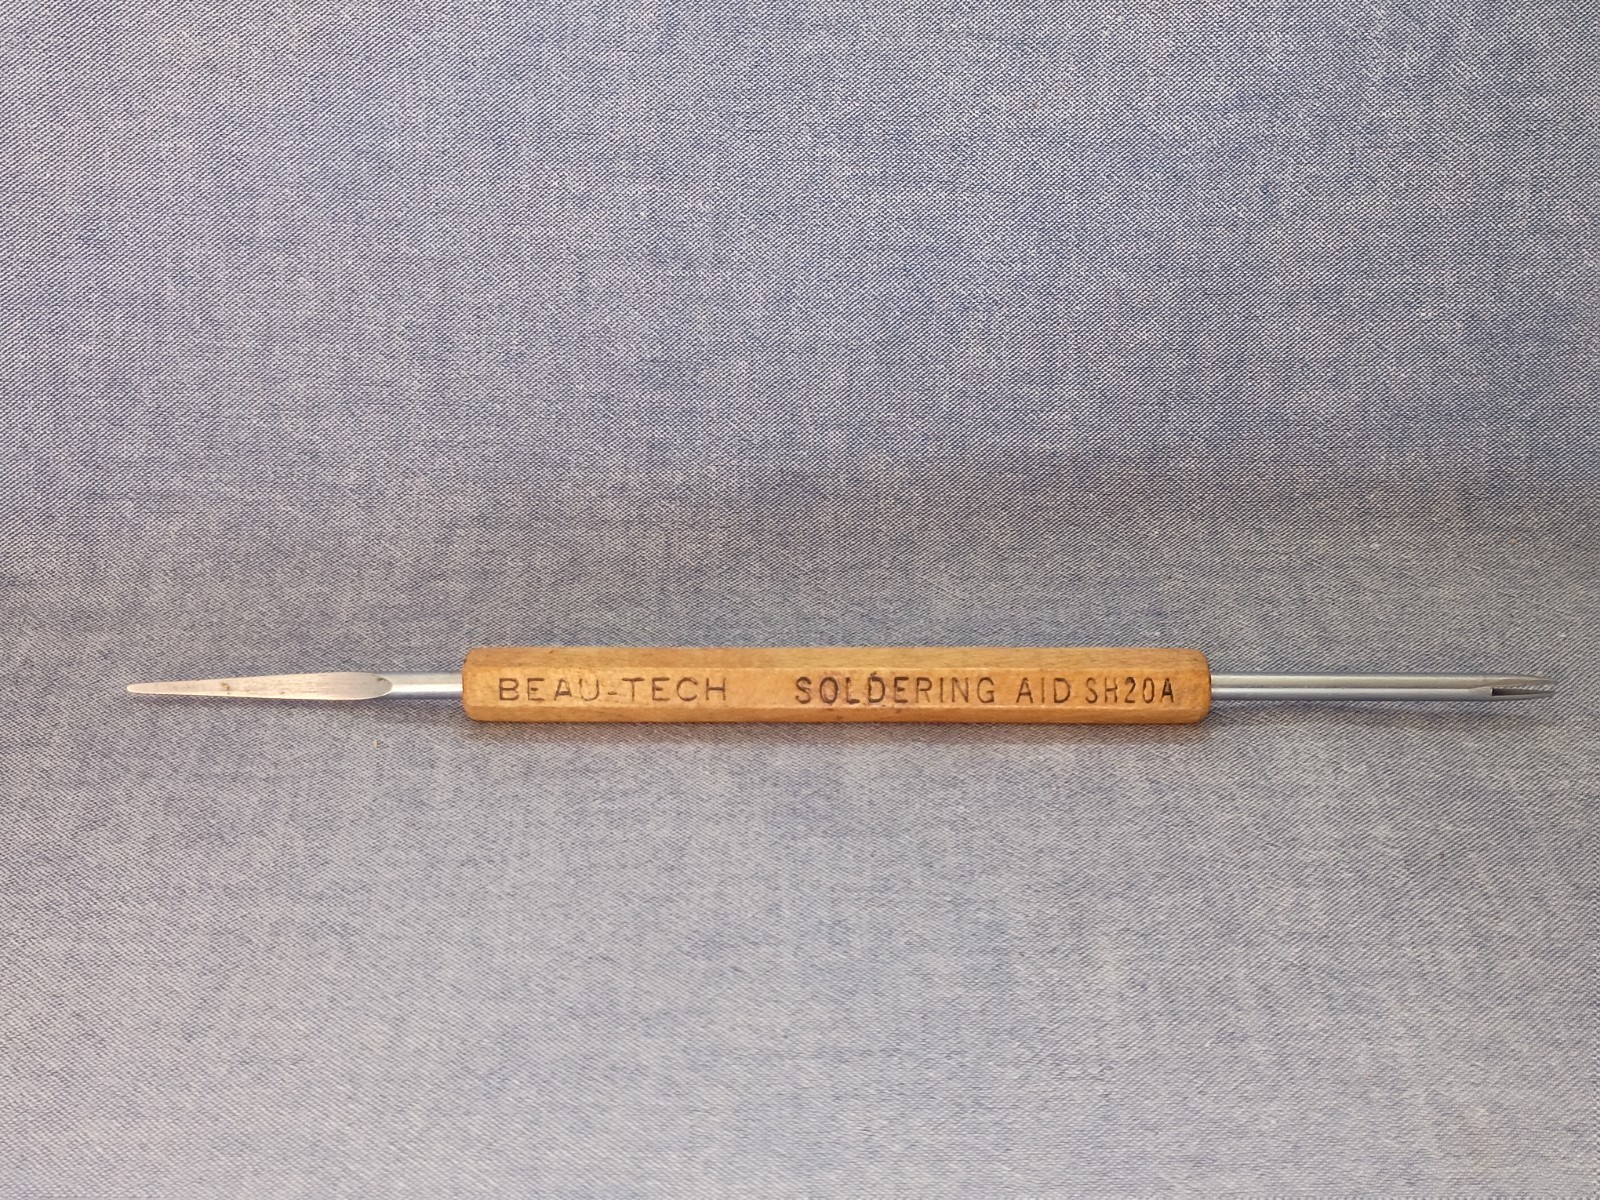 BEAU-TECH SOLDERING AID SH20A